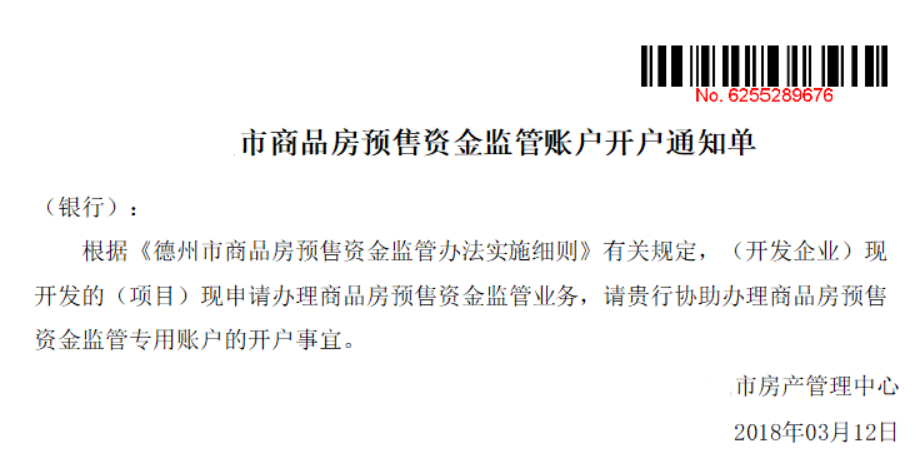 No. 6255289676
市商品房预售资金监管账户开户通知单
（银行）：
根据《德州市商品房预售资金监管办法实施细则》有关规定，（开发企业）现
开发的（项目）现申请办理商品房预售资金监管业务，请贵行协助办理商品房预售
资金监管专用账户的开户事宜。
市房产管理中心
2018年03月12日